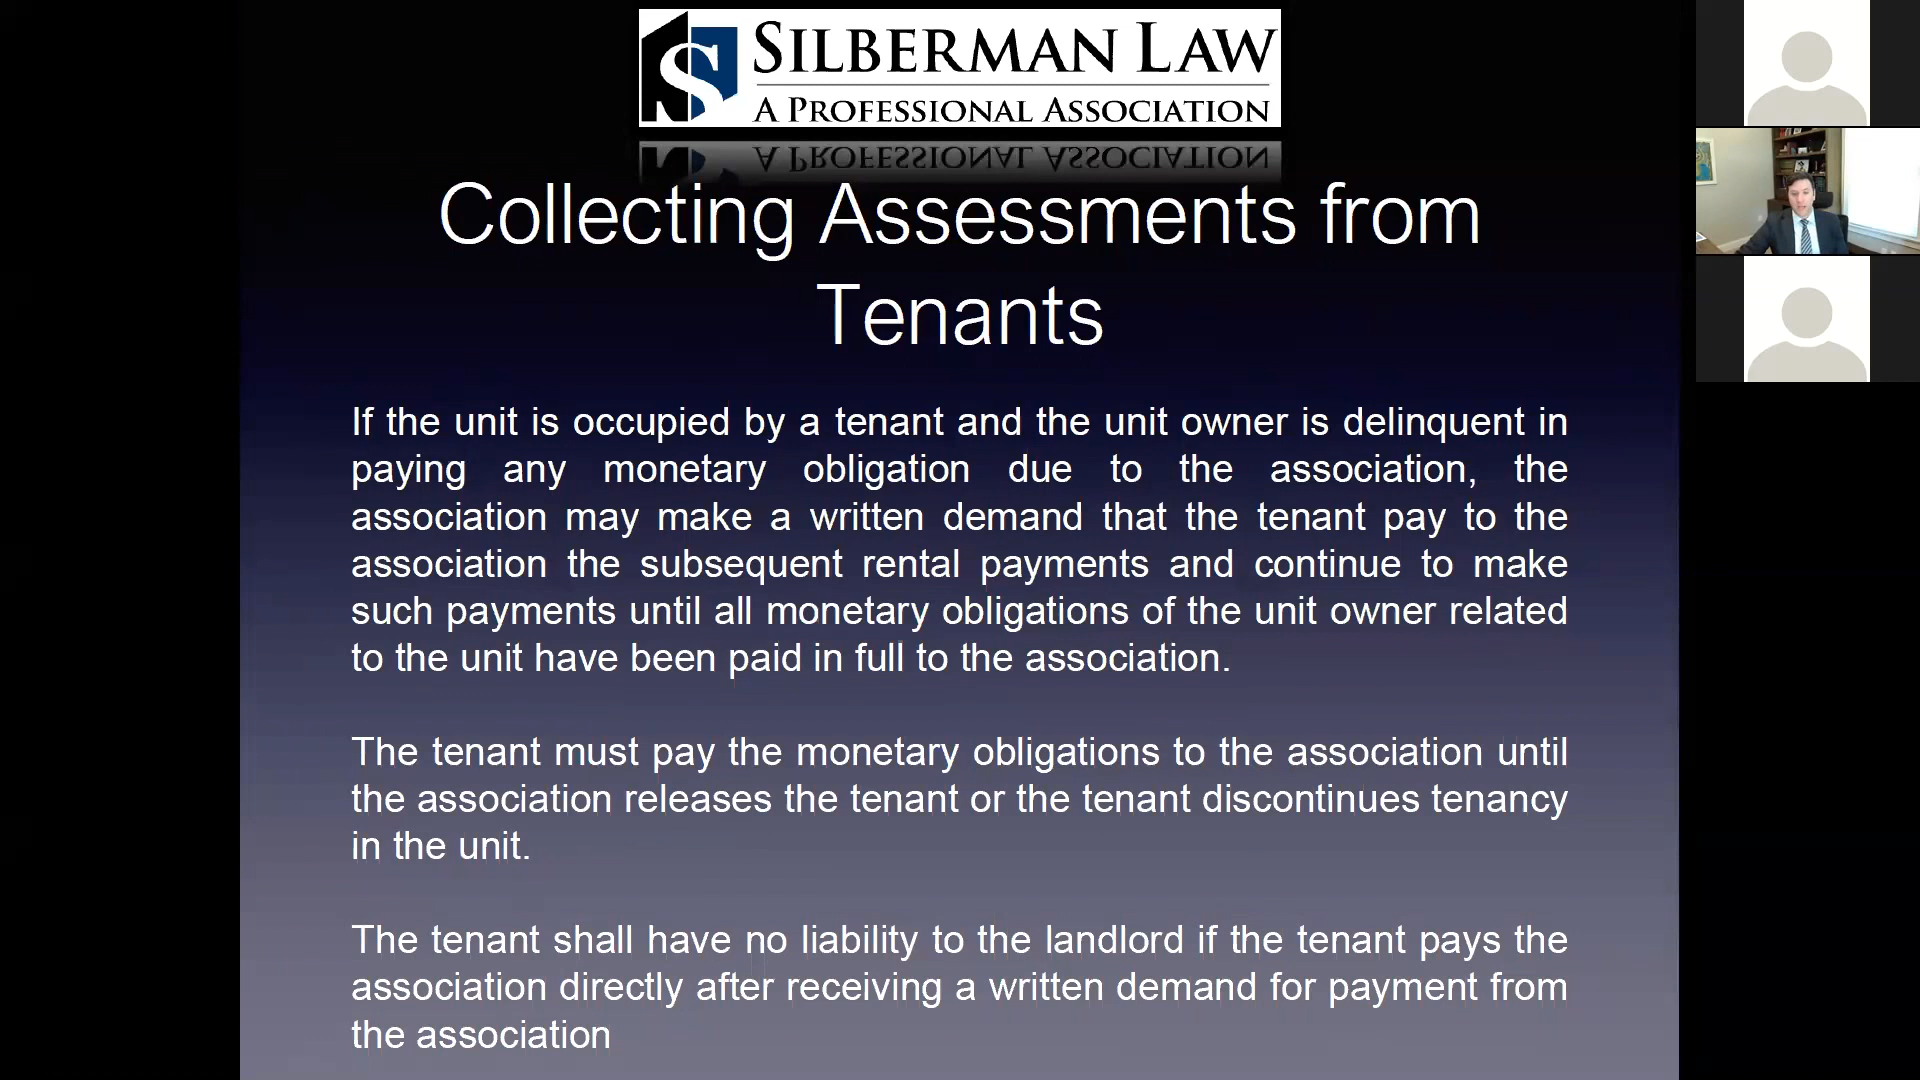 SILBERMAN LAW
A PROFESSIONAL ASSOCIATION
Collecting Assessments from
Tenants
If the unit is occupied by a tenant and the unit owner is delinquent in
paying any monetary obligation due to the association, the
association may make a written demand that the tenant pay to the
association the subsequent rental payments and continue to make
such payments until all monetary obligations of the unit owner related
to the unit have been paid in full to the association.
The tenant must pay the monetary obligations to the association until
the association releases the tenant or the tenant discontinues tenancy
in the unit.
The tenant shall have no liability to the landlord if the tenant pays the
association directly after receiving a written demand for payment from
the association